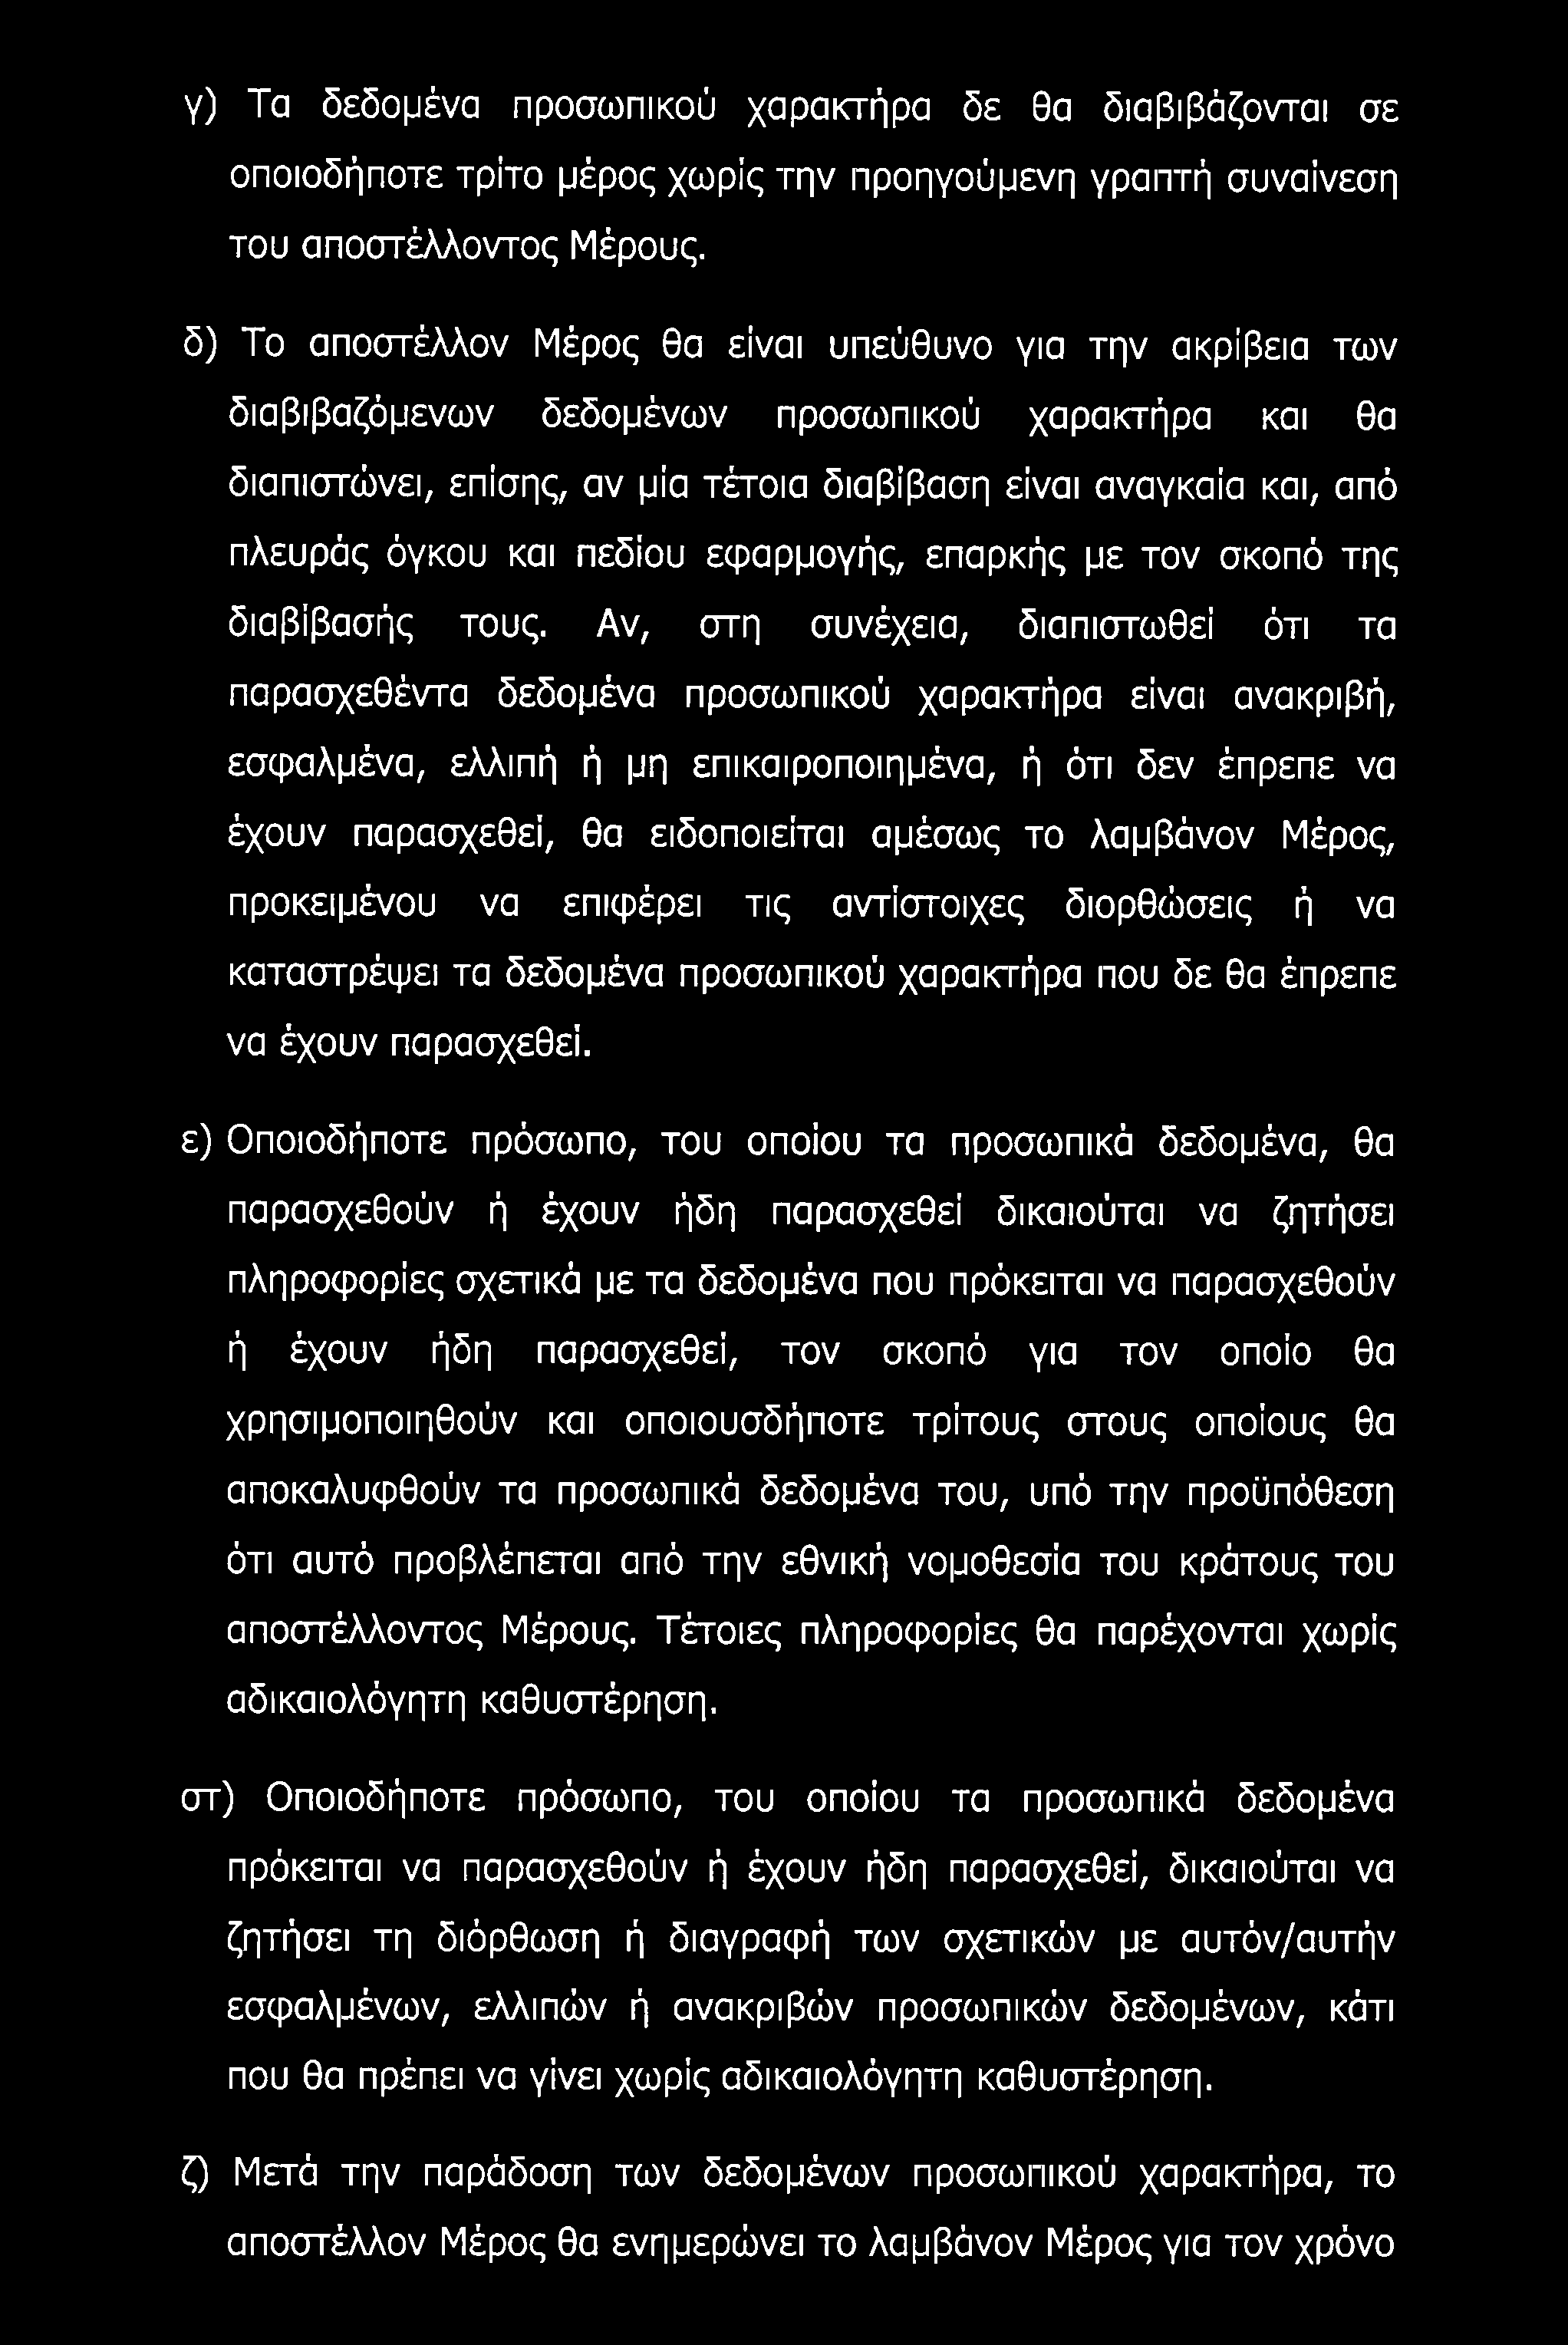 γ) Τα δεδομένα προσωπικού χαρακτήρα δε θα διαβιβάζονται σε
οποιοδήποτε τρίτο μέρος χωρίς την προηγούμενη γραπτή συναίνεση
του αποστέλλοντος Μέρους.
δ) Το αποστέλλον Μέρος θα είναι υπεύθυνο για την ακρίβεια των
διαβιβαζόμενων δεδομένων προσωπικού χαρακτήρα και θα
διαπιστώνει, επίσης, αν μία τέτοια διαβίβαση είναι αναγκαία και, από
πλευράς όγκου και πεδίου εφαρμογής, επαρκής με τον σκοπό της
διαβίβασής τους. Αν, στη συνέχεια, διαπιστωθεί ότι τα
παρασχεθέντα δεδομένα προσωπικού χαρακτήρα είναι ανακριβή,
εσφαλμένα, ελλιπή ή μη επικαιροποιημένα, ή ότι δεν έπρεπε να
έχουν παρασχεθεί, θα ειδοποιείται αμέσως το λαμβάνον Μέρος,
προκειμένου να επιφέρει τις αντίστοιχες διορθώσεις ή να
καταστρέψει τα δεδομένα προσωπικού χαρακτήρα που δε θα έπρεπε
να έχουν παρασχεθεί.
ε) Οποιοδήποτε πρόσωπο, του οποίου τα προσωπικά δεδομένα, θα
παρασχεθούν ή έχουν ήδη παρασχεθεί δικαιούται να ζητήσει
πληροφορίες σχετικά με τα δεδομένα που πρόκειται να παρασχεθούν
ή έχουν ήδη παρασχεθεί, τον σκοπό για τον οποίο θα
χρησιμοποιηθούν και οποιουσδήποτε τρίτους στους οποίους θα
αποκαλυφθούν τα προσωπικά δεδομένα του, υπό την προϋπόθεση
ότι αυτό προβλέπεται από την εθνική νομοθεσία του κράτους του
αποστέλλοντος Μέρους. Τέτοιες πληροφορίες θα παρέχονται χωρίς
αδικαιολόγητη καθυστέρηση.
στ) Οποιοδήποτε πρόσωπο, του οποίου τα προσωπικά δεδομένα
πρόκειται να παρασχεθούν ή έχουν ήδη παρασχεθεί, δικαιούται να
ζητήσει τη διόρθωση ή διαγραφή των σχετικών με αυτόν/αυτήν
εσφαλμένων, ελλιπών ή ανακριβών προσωπικών δεδομένων, κάτι
που θα πρέπει να γίνει χωρίς αδικαιολόγητη καθυστέρηση.
ζ) Μετά την παράδοση των δεδομένων προσωπικού χαρακτήρα, το
αποστέλλον Μέρος θα ενημερώνει το λαμβάνον Μέρος για τον χρόνο